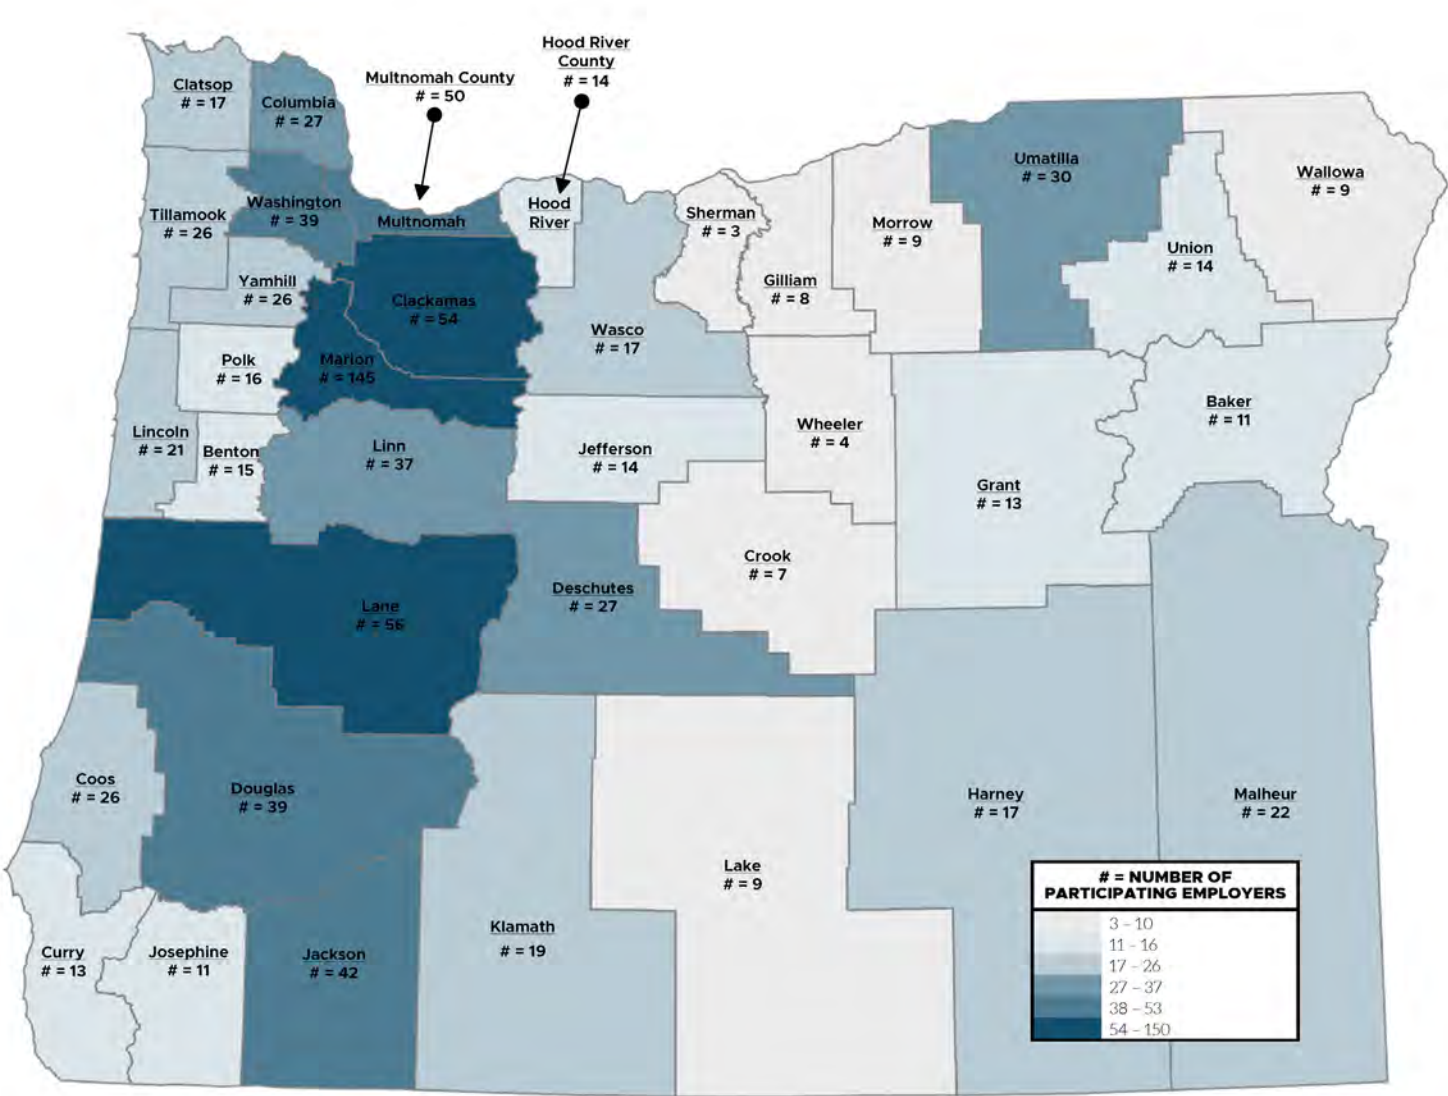 Hood River
County
# = 14
Multnomah County
# = 50
Clatsop
# = 17
Columbia
# = 27
Umatilla
# = 30
Wallowa
# = 9
Washington
# = 39
Tillamook
# = 26
Multnomah
Hood
River
Sherman
# = 3
Morrow
# = 9
Union
# = 14
Yamhill
# = 26
Clackamas
# = 54
Gilliam
# = 8
Wasco
# = 17
Polk
# = 16
Marion
# = 145
Lincoln
# = 21
Benton
# = 15
Linn
# = 37
Jefferson
# = 14
Wheeler
# = 4
Baker
# = 11
Grant
# = 13
Crook
# = 7
Deschutes
# = 27
Lane
# = 56
Coos
# = 26
Douglas
# = 39
Harney
# = 17
Malheur
# = 22
Lake
# = 9
Klamath
# = 19
Curry
# = 13
Josephine
# = 11
Jackson
# = 42
# = NUMBER OF
PARTICIPATING EMPLOYERS
3 – 10
11 – 16
17 – 26
27 – 37
38 – 53
54 – 150